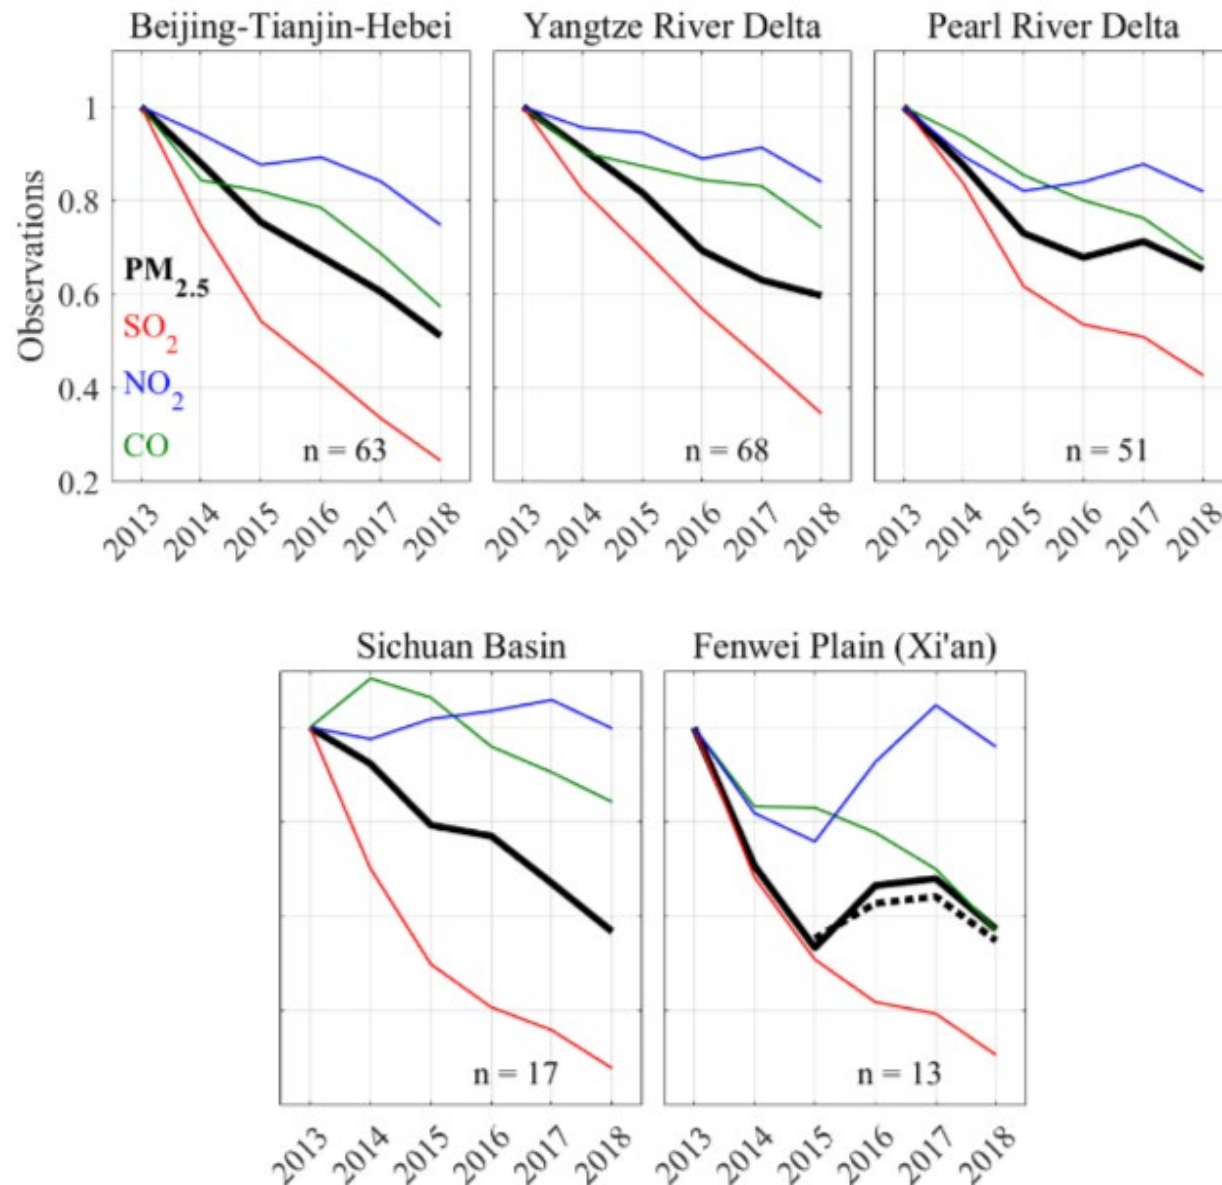 Beijing-Tianjin-Hebei
Yangtze River Delta
Pearl River Delta
Observations
1
0.8
0.6
0.4
0.2
PM2.5
SO2
NO2
CO
n = 63
n = 68
n = 51
2013 2014 2015 2016 2017 2018
2013 2014 2015 2016 2017 2018
2013 2014 2015 2016 2017 2018
Sichuan Basin
Fenwei Plain (Xi'an)
n = 17
n = 13
2013 2014 2015 2016 2017 2018
2013 2014 2015 2016 2017 2018